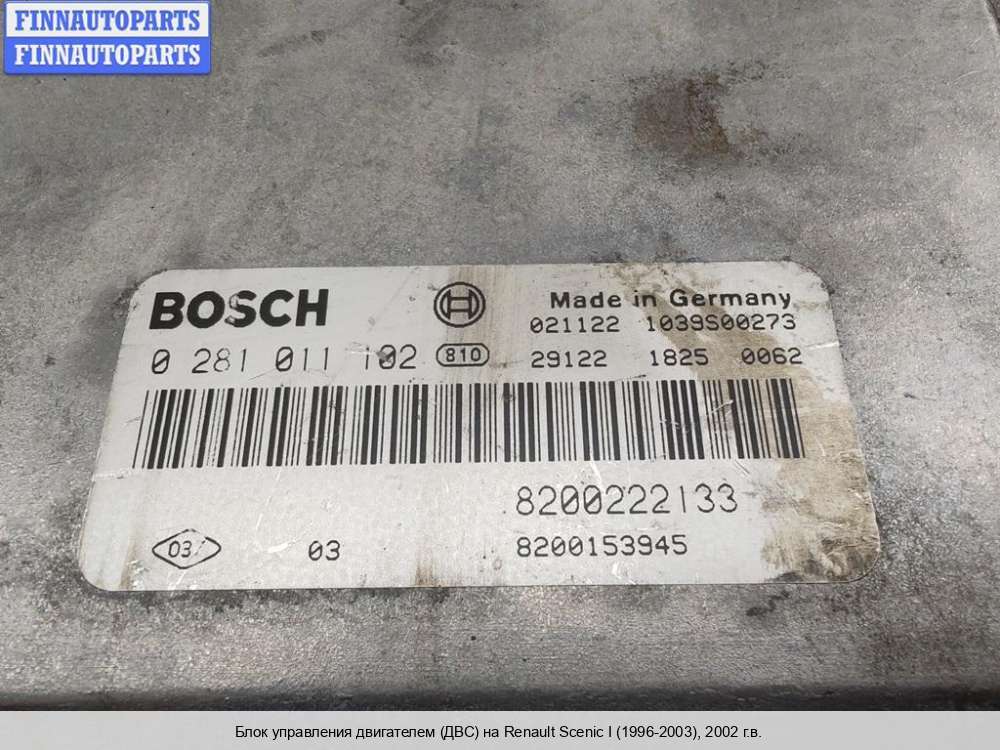 FINNAUTOPARTS
FINNAUTOPARTS
BOSCH
Made in Germany
021122 1039S00273
0 281 011 102 810
29122 1825 0062
8200222133
03 03 8200153945
Блок управления двигателем (ДВС) на Renault Scenic I (1996-2003), 2002 г.в.